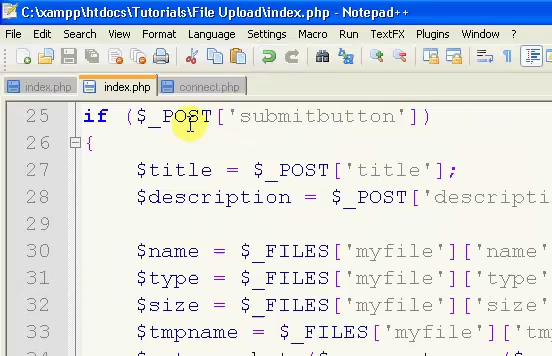 C:\xampp\htdocs\Tutorials\File Upload\index.php - Notepad++
File Edit Search View Encoding Language Settings Macro Run TextFX Plugins Window
index.php index.php connect.php
25 if ($_POST['submitbutton'])
26 {
27 $title = $_POST['title'];
28 $description = $_POST['descripti
29
30 $name = $_FILES['myfile']['name'
31 $type = $_FILES['myfile']['type'
32 $size = $_FILES['myfile']['size'
33 $tmpname = $_FILES['myfile']['tm